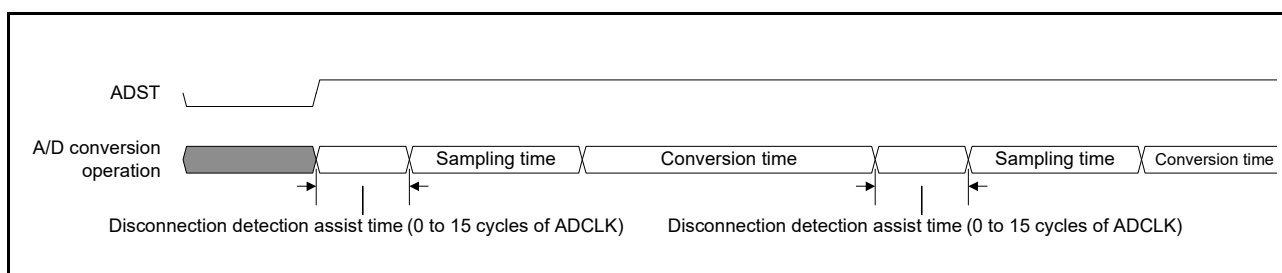 ADST
A/D conversion
operation
Sampling time
Conversion time
Sampling time
Conversion time
Disconnection detection assist time (0 to 15 cycles of ADCLK)
Disconnection detection assist time (0 to 15 cycles of ADCLK)